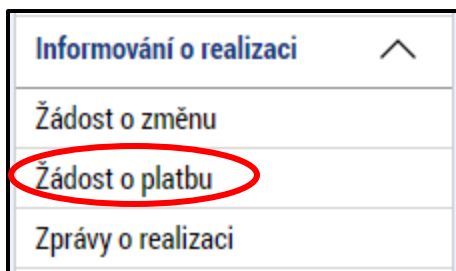 Informování o realizaci
Žádost o změnu
Žádost o platbu
Zprávy o realizaci